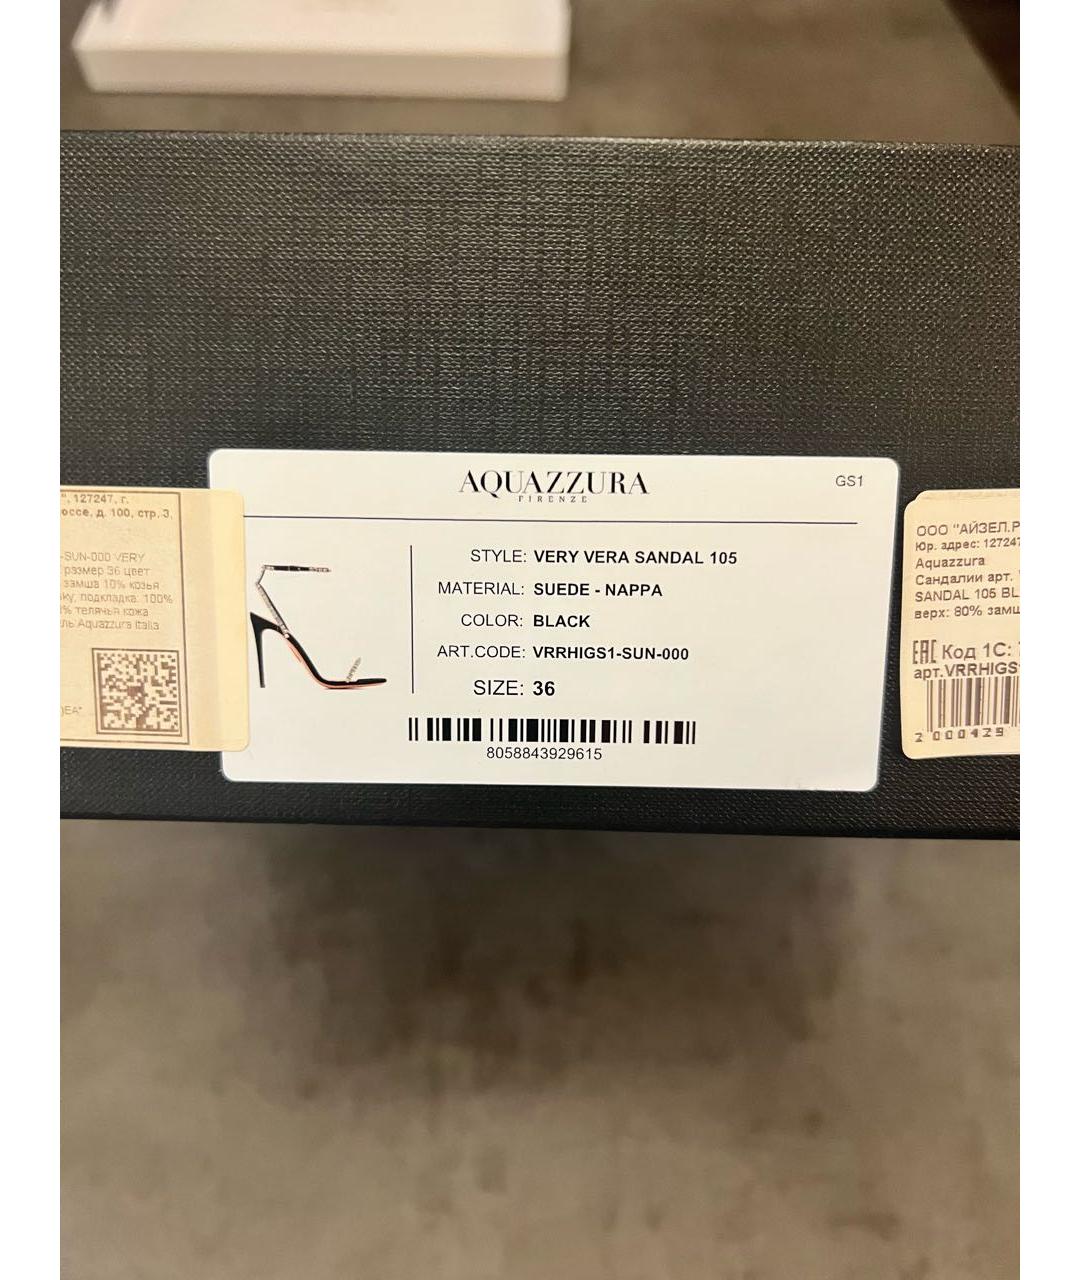 AQUAZZURA
FIRENZE
GS1
STYLE: VERY VERA SANDAL 105
MATERIAL: SUEDE - NAPPA
COLOR: BLACK
ART.CODE: VRRHIGS1-SUN-000
SIZE: 36
8058843929615
", 127247, г.
оссе, д. 100, стр. 3,
-SUN-000 VERY
размер 36 цвет
замша 10% козья
подкладка: 100%
% телячья кожа
Aquazzura Italia
ООО "АЙЗЕЛ.Р
Юр. адрес: 127247
Aquazzura
Сандалии арт.
SANDAL 105 BL
верх: 80% замш
EAC Код 1С:
арт.VRRHIGS
2 000429